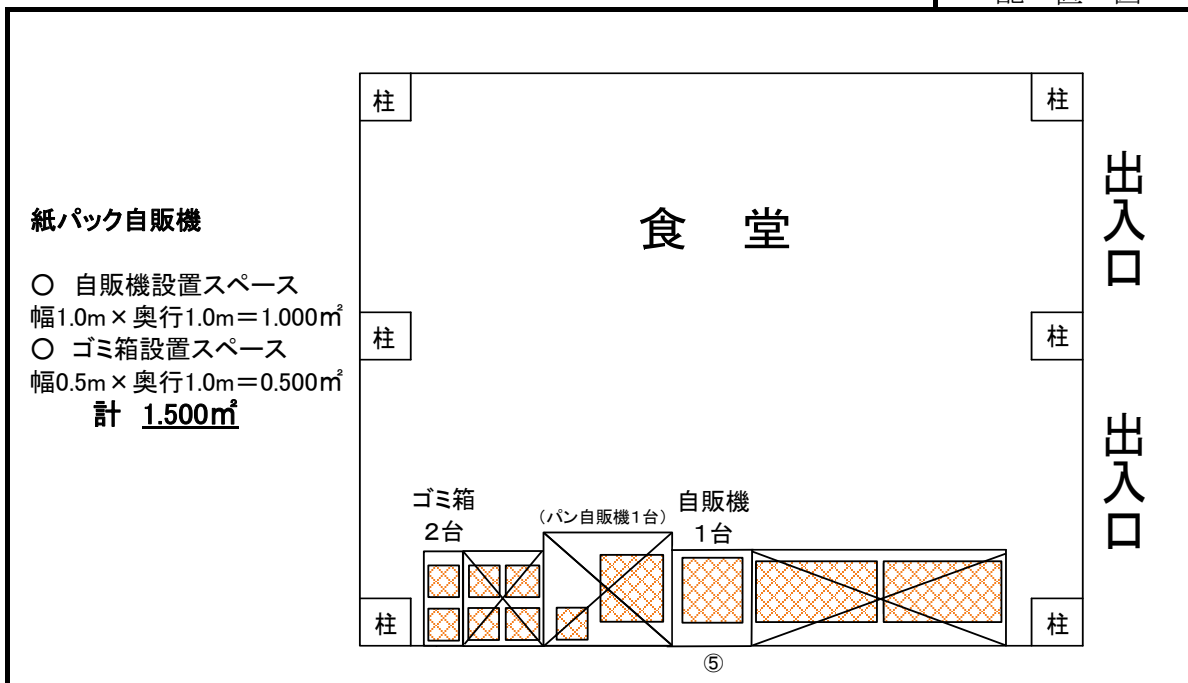 柱
柱
出入口
食　堂
紙パック自販機
○　自販機設置スペース
幅1.0m×奥行1.0m＝1.000㎡
○　ゴミ箱設置スペース
幅0.5m×奥行1.0m＝0.500㎡
計　1.500㎡
柱
柱
出入口
ゴミ箱
２台
（パン自販機１台）
自販機
１台
柱
柱
⑤